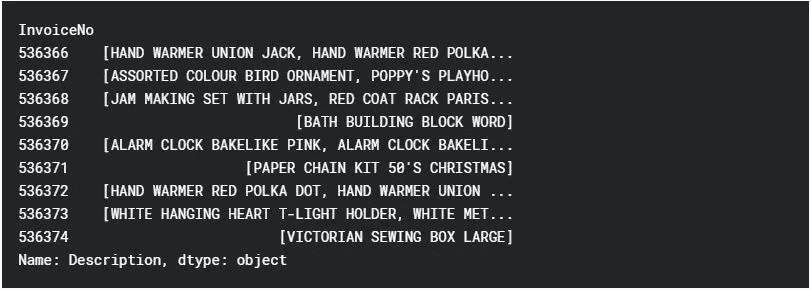 InvoiceNo
536366    [HAND WARMER UNION JACK, HAND WARMER RED POLKA...
536367    [ASSORTED COLOUR BIRD ORNAMENT, POPPY'S PLAYHO...
536368    [JAM MAKING SET WITH JARS, RED COAT RACK PARIS...
536369                           [BATH BUILDING BLOCK WORD]
536370    [ALARM CLOCK BAKELIKE PINK, ALARM CLOCK BAKELI...
536371                     [PAPER CHAIN KIT 50'S CHRISTMAS]
536372    [HAND WARMER RED POLKA DOT, HAND WARMER UNION ...
536373    [WHITE HANGING HEART T-LIGHT HOLDER, WHITE MET...
536374                         [VICTORIAN SEWING BOX LARGE]
Name: Description, dtype: object